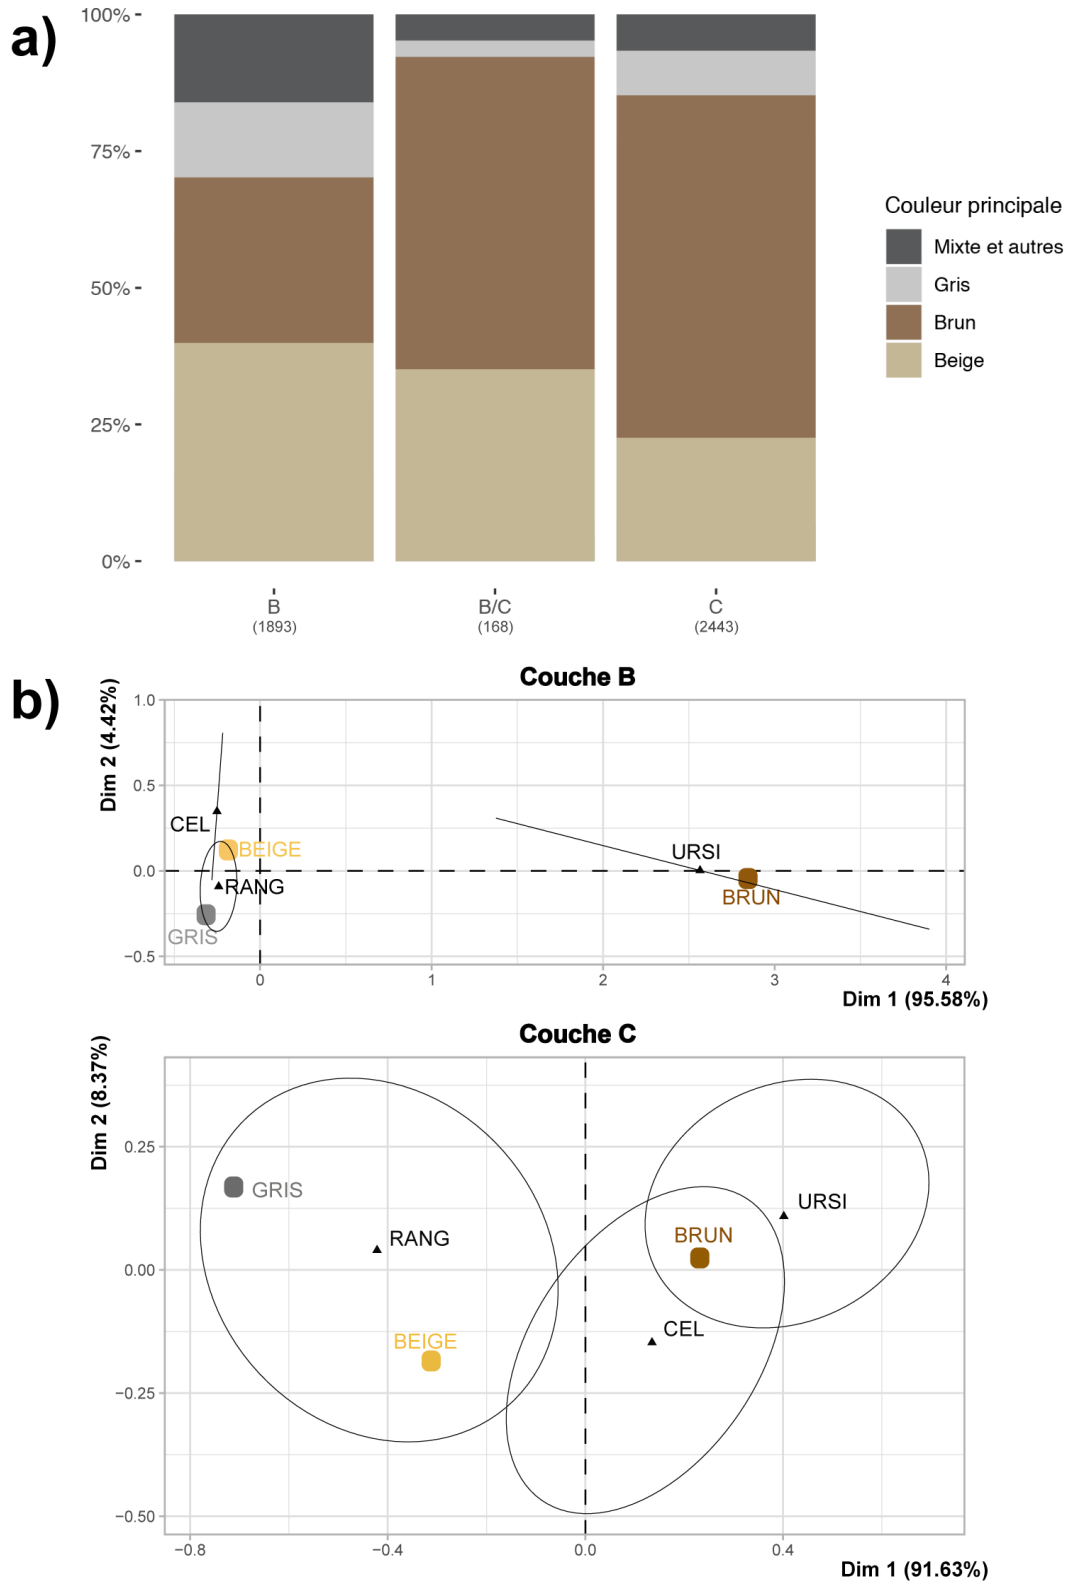 a)
100%
75%
50%
25%
0%
B
(1893)
B/C
(168)
C
(2443)
Couleur principale
Mixte et autres
Gris
Brun
Beige
b)
Couche B
Dim 2 (4.42%)
1.0
0.5
0.0
−0.5
CEL
BEIGE
RANG
GRIS
URSI
BRUN
0 1 2 3 4
Dim 1 (95.58%)
Couche C
Dim 2 (8.37%)
0.25
0.00
−0.25
−0.50
GRIS
RANG
BEIGE
URSI
BRUN
CEL
−0.8 −0.4 0.0 0.4
Dim 1 (91.63%)